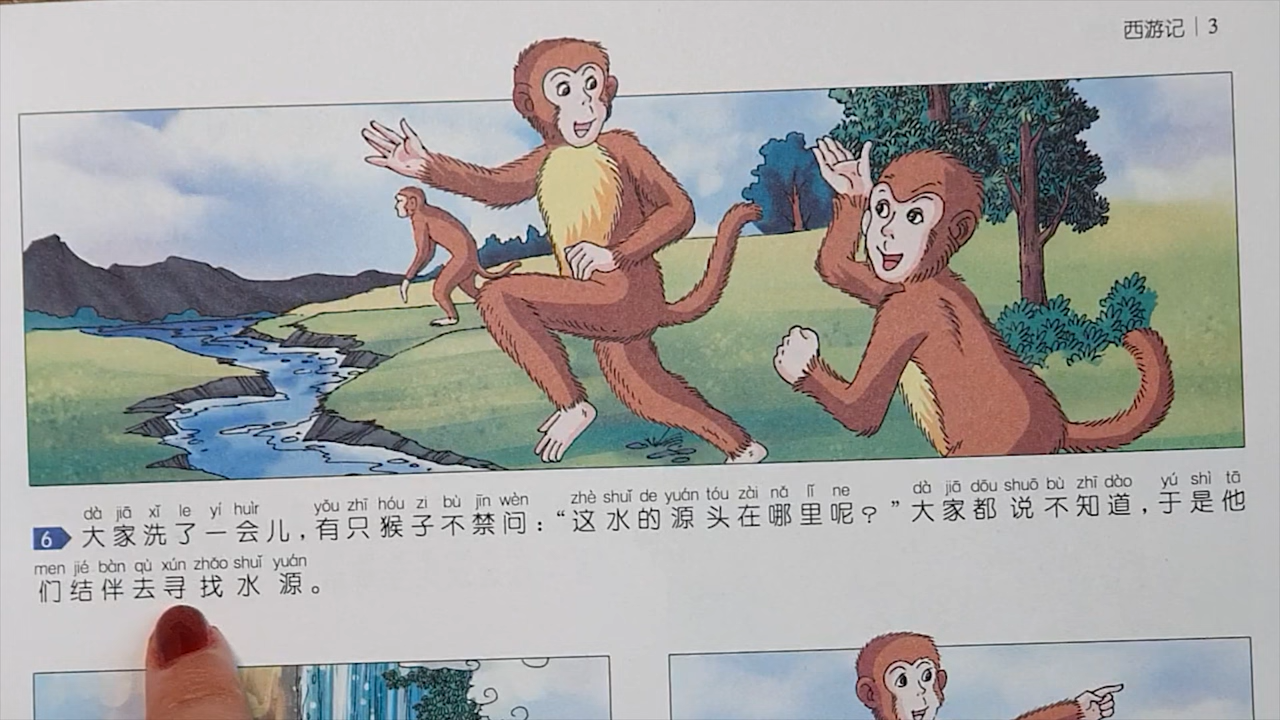 西游记 | 3
dà jiā xǐ le yí huìr yǒu zhī hóu zi bù jīn wèn zhè shuǐ de yuán tóu zài nǎ lǐ ne dà jiā dōu shuō bù zhī dào yú shì tā
6 大家洗了一会儿，有只猴子不禁问：“这水的源头在哪里呢？”大家都说不知道，于是他
men jié bàn qù xún zhǎo shuǐ yuán
们结伴去寻找水源。